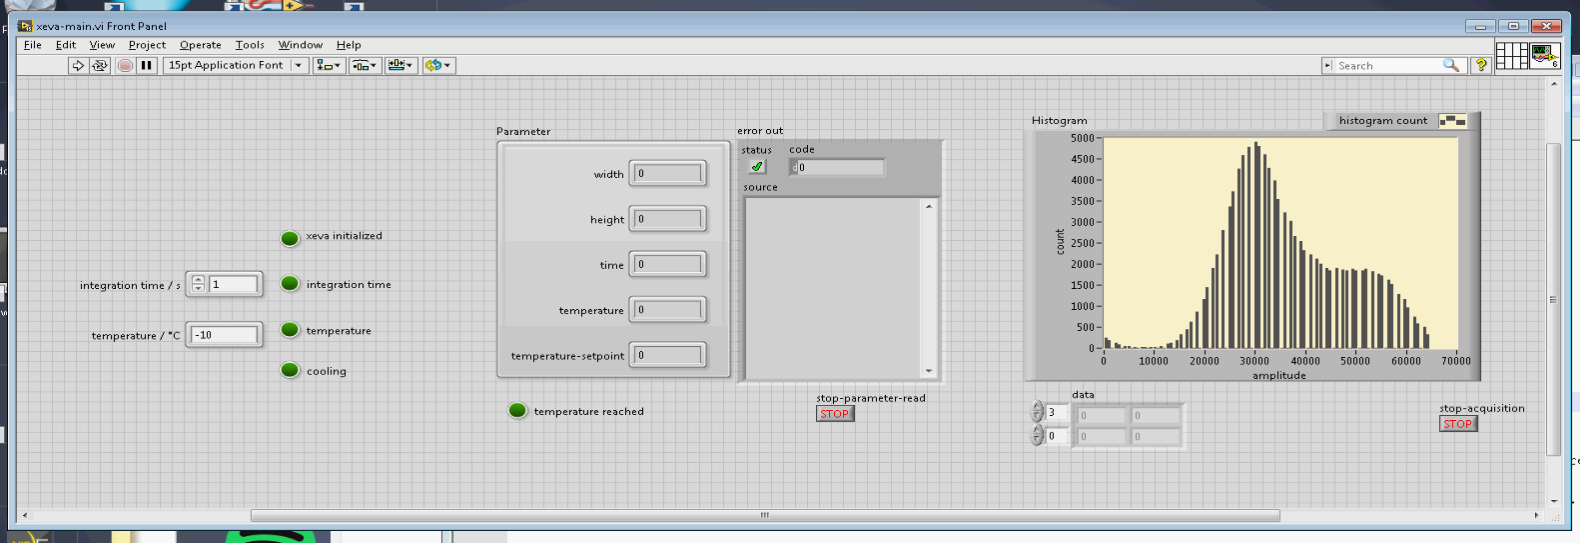 xeva-main.vi Front Panel
File Edit View Project Operate Tools Window Help
15pt Application Font
Search
?
6
Parameter
width 0
height 0
time 0
temperature 0
temperature-setpoint 0
temperature reached
error out
status code
d 0
source
stop-parameter-read
STOP
xeva initialized
integration time / s 1
integration time
temperature / °C -10
temperature
cooling
Histogram
histogram count
5000
4500
4000
3500
3000
2500
2000
1500
1000
500
0
count
0 10000 20000 30000 40000 50000 60000 70000
amplitude
data
3 0 0
0 0 0
stop-acquisition
STOP